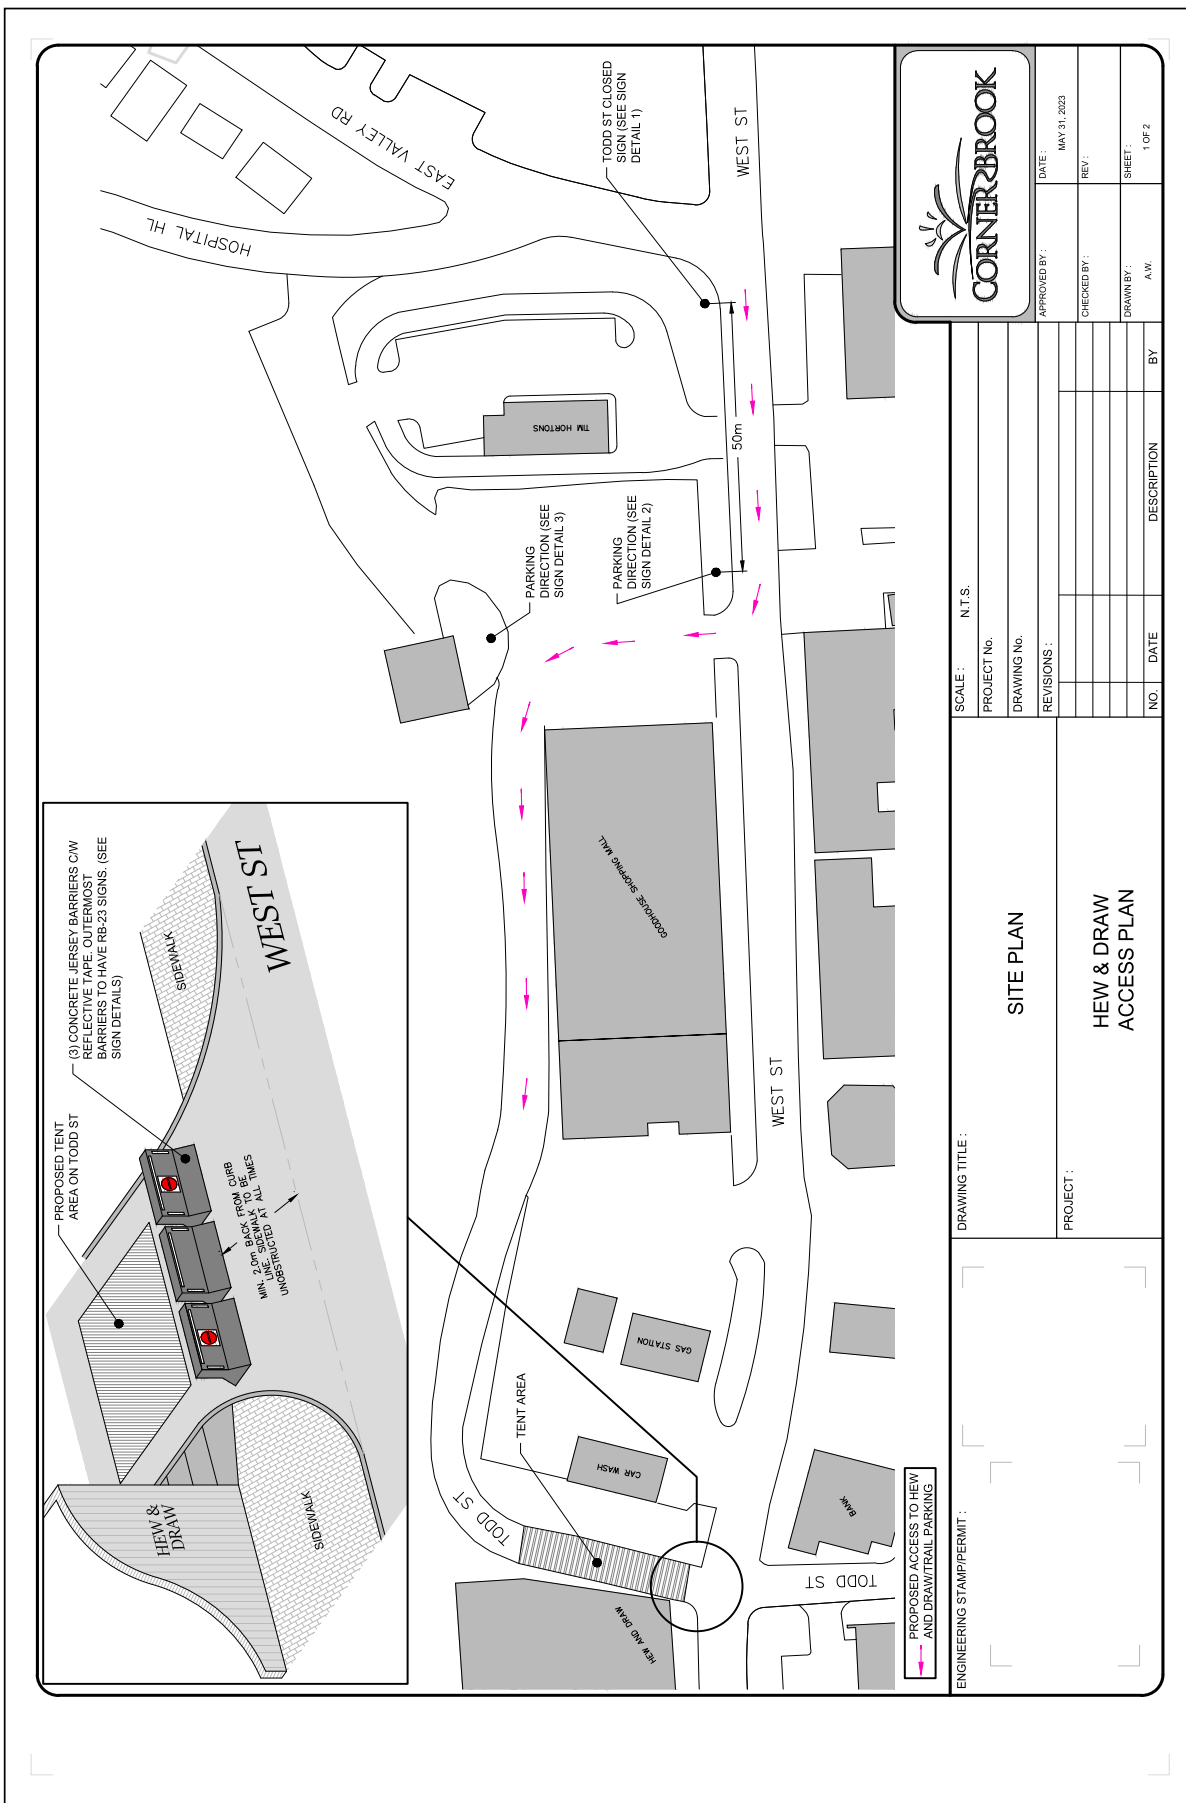 PROPOSED TENT
AREA ON TODD ST
(3) CONCRETE JERSEY BARRIERS C/W
REFLECTIVE TAPE. OUTERMOST
BARRIERS TO HAVE RB-23 SIGNS. (SEE
SIGN DETAILS)
HEW &
DRAW
SIDEWALK
SIDEWALK
WEST ST
MIN. 2.0m BACK FROM CURB
LINE. SIDEWALK TO BE
UNOBSTRUCTED AT ALL TIMES
HOSPITAL HL
EAST VALLEY RD
TODD ST CLOSED
SIGN (SEE SIGN
DETAIL 1)
WEST ST
TIM HORTONS
50m
PARKING
DIRECTION (SEE
SIGN DETAIL 3)
PARKING
DIRECTION (SEE
SIGN DETAIL 2)
GOODHOUSE SHOPPING MALL
WEST ST
GAS STATION
TENT AREA
CAR WASH
TODD ST
BANK
TODD ST
HEW AND DRAW
PROPOSED ACCESS TO HEW
AND DRAW/TRAIL PARKING
ENGINEERING STAMP/PERMIT :
DRAWING TITLE :
SITE PLAN
PROJECT :
HEW & DRAW
ACCESS PLAN
SCALE : N.T.S.
PROJECT No.
DRAWING No.
REVISIONS :
NO. DATE DESCRIPTION BY
CORNER BROOK
APPROVED BY :
DATE :
MAY 31, 2023
CHECKED BY :
REV :
DRAWN BY :
A.W.
SHEET :
1 OF 2